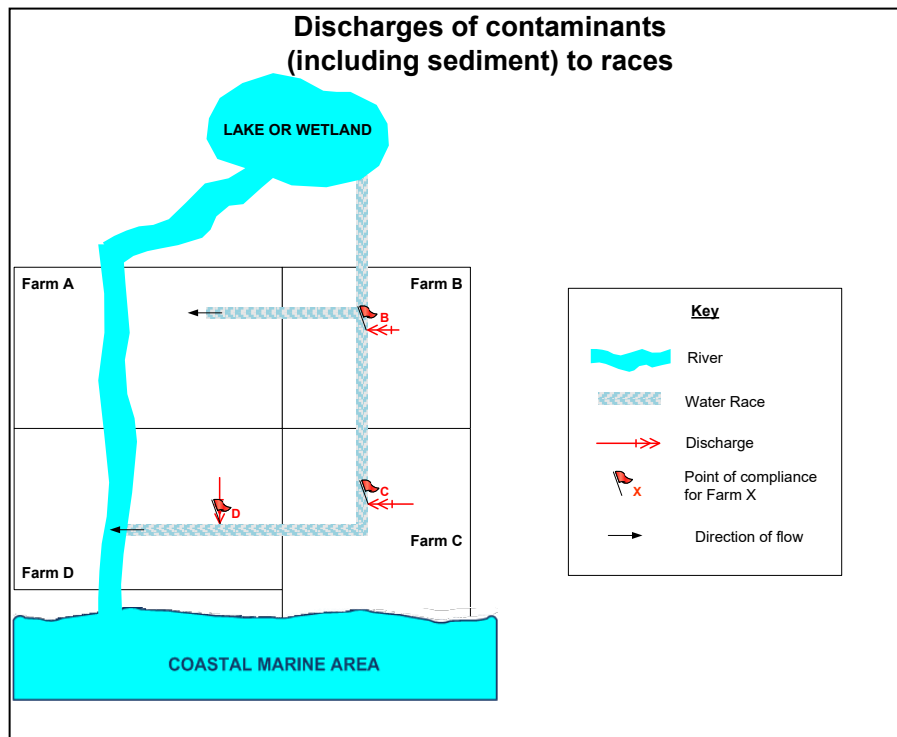 Discharges of contaminants
(including sediment) to races
LAKE OR WETLAND
Farm A
Farm B
B
C
D
Farm C
Farm D
COASTAL MARINE AREA
Key
River
Water Race
Discharge
X
Point of compliance
for Farm X
Direction of flow